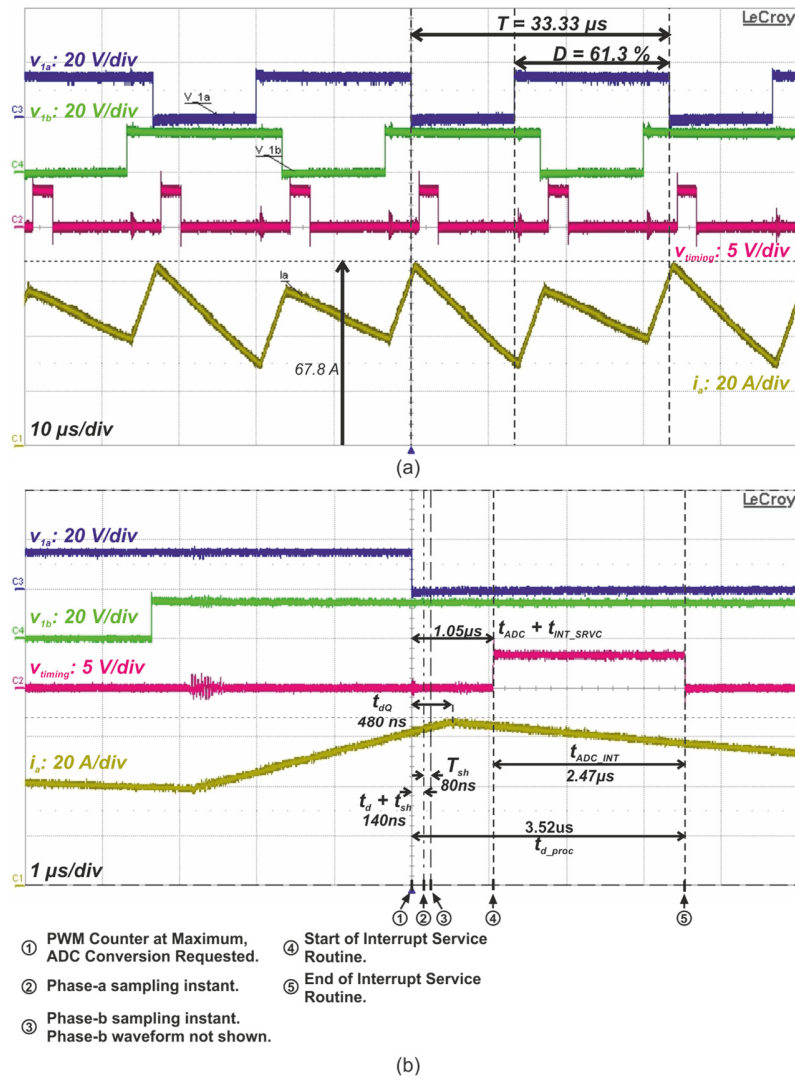 LeCroy
T = 33.33 µs
v1a: 20 V/div
D = 61.3 %
V_1a
C3
v1b: 20 V/div
V_1b
C4
C2
vtiming: 5 V/div
Ia
67.8 A
ia: 20 A/div
10 µs/div
C1
(a)
LeCroy
v1a: 20 V/div
C3
v1b: 20 V/div
1.05µs
tADC + tINT_SRVC
C4
vtiming: 5 V/div
C2
tdQ
480 ns
ia: 20 A/div
tADC_INT
Tsh
2.47µs
80ns
td + tsh
140ns
3.52us
td_proc
1 µs/div
C1
① ② ③ ④ ⑤
① PWM Counter at Maximum,
ADC Conversion Requested.
② Phase-a sampling instant.
③ Phase-b sampling instant.
Phase-b waveform not shown.
④ Start of Interrupt Service
Routine.
⑤ End of Interrupt Service
Routine.
(b)